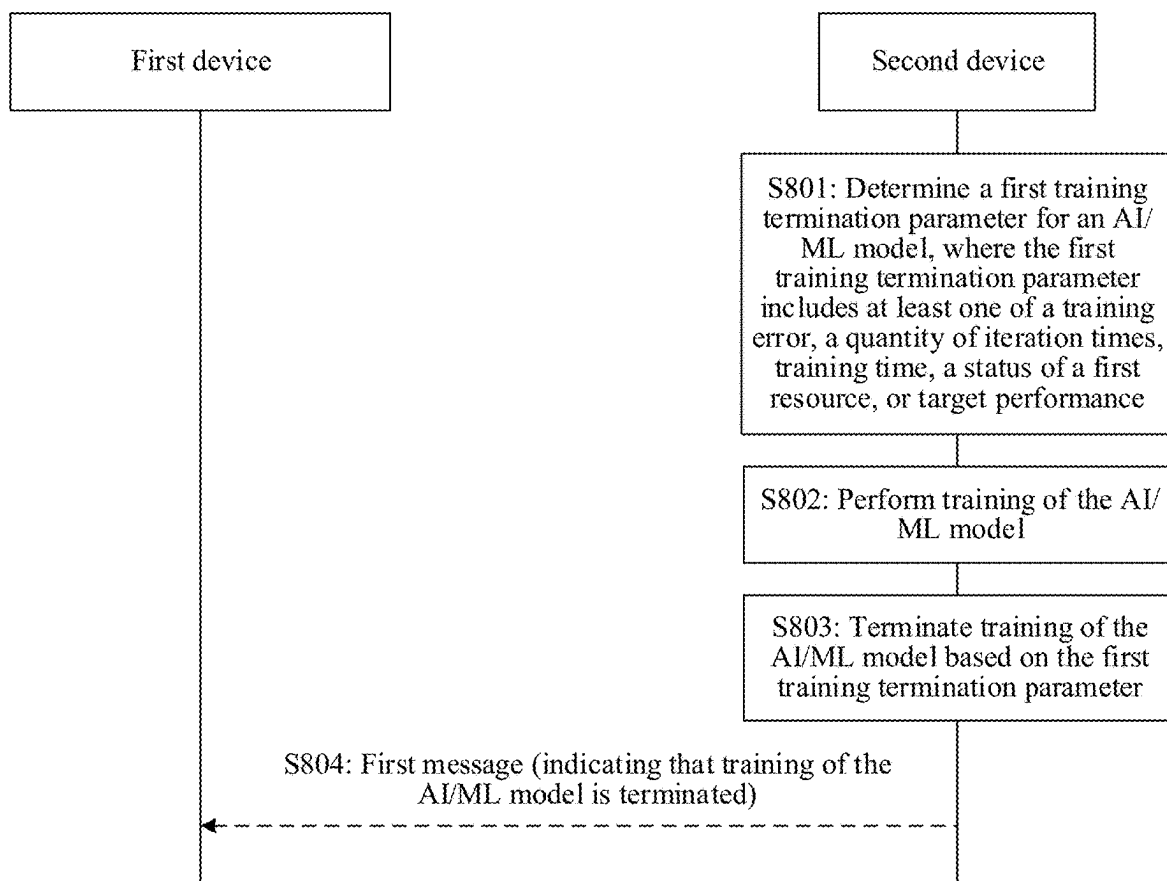 First device
Second device
S801: Determine a first training
termination parameter for an AI/
ML model, where the first
training termination parameter
includes at least one of a training
error, a quantity of iteration times,
training time, a status of a first
resource, or target performance
S802: Perform training of the AI/
ML model
S803: Terminate training of the
AI/ML model based on the first
training termination parameter
S804: First message (indicating that training of the
AI/ML model is terminated)